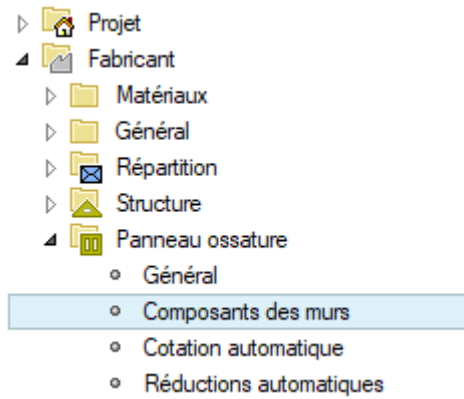 Projet
Fabricant
Matériaux
Général
Répartition
Structure
Panneau ossature
Général
Composants des murs
Cotation automatique
Réductions automatiques